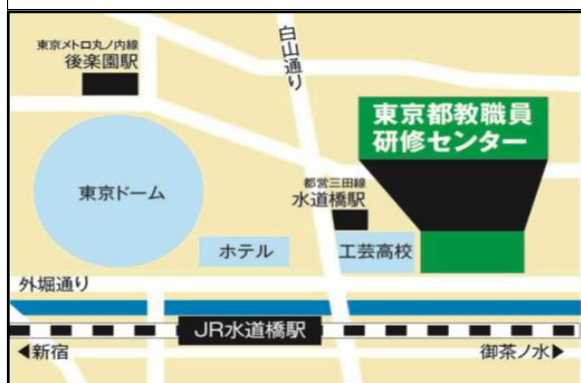 東京メトロ丸ノ内線
後楽園駅
白山通り
東京都教職員
研修センター
東京ドーム
都営三田線
水道橋駅
ホテル
工芸高校
外堀通り
JR水道橋駅
◀新宿
御茶ノ水▶